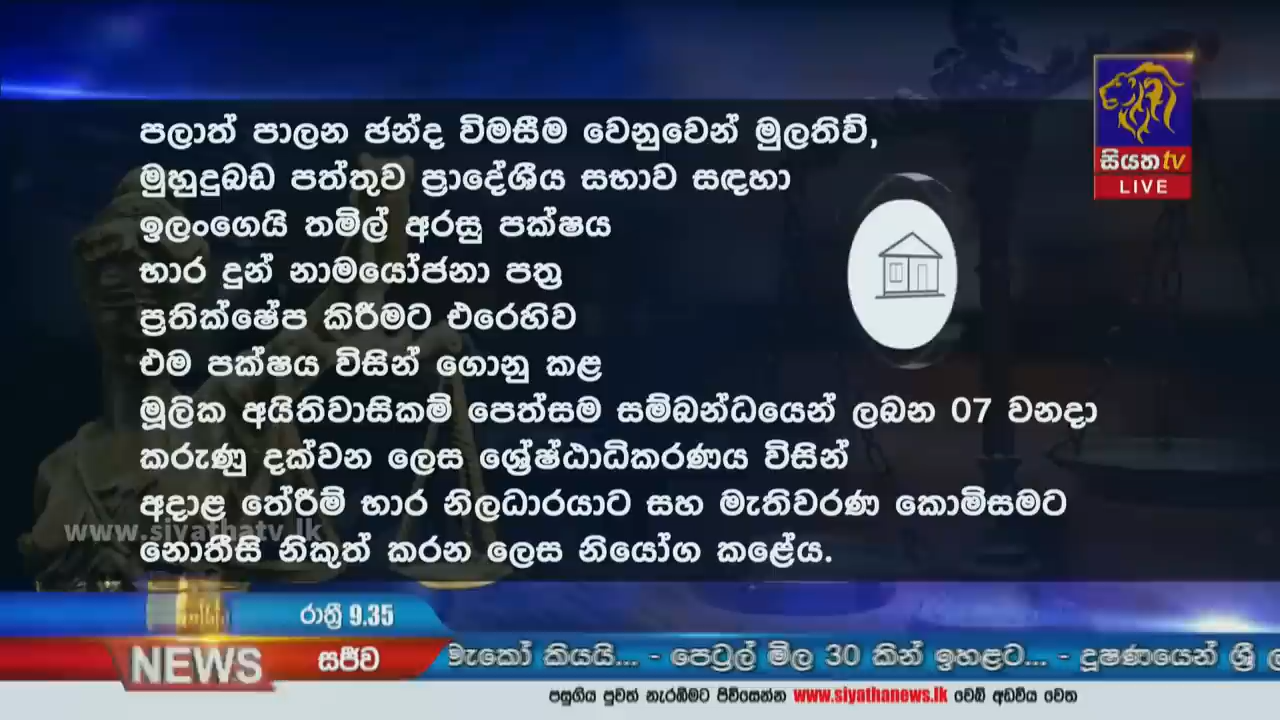 පලාත් පාලන ඡන්ද විමසීම වෙනුවෙන් මුලතිව්,
මුහුදුබඩ පත්තුව ප්‍රාදේශීය සභාව සඳහා
ඉලංගෙයි තමිල් අරසු පක්ෂය
භාර දුන් නාමයෝජනා පත්‍ර
ප්‍රතික්ෂේප කිරීමට එරෙහිව
එම පක්ෂය විසින් ගොනු කළ
මූලික අයිතිවාසිකම් පෙත්සම සම්බන්ධයෙන් ලබන 07 වනදා
කරුණු දක්වන ලෙස ශ්‍රේෂ්ඨාධිකරණය විසින්
අදාළ තේරීම් භාර නිලධාරයාට සහ මැතිවරණ කොමිසමට
නොතීසි නිකුත් කරන ලෙස නියෝග කළේය.
සියත tv
LIVE
www.siyathatv.lk
රාත්‍රී 9.35
NEWS සජීව
මැකෝ කියයි... - පෙට්‍රල් මිල 30 කින් ඉහළට... - දූෂණයෙන් ශ්‍රී
පසුගිය පුවත් නැරඹීමට පිවිසෙන්න www.siyathanews.lk වෙබ් අඩවිය වෙත